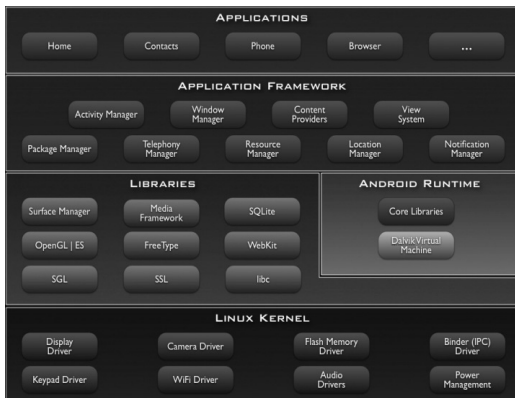 APPLICATIONS
Home
Contacts
Phone
Browser
...
APPLICATION FRAMEWORK
Activity Manager
Window
Manager
Content
Providers
View
System
Package Manager
Telephony
Manager
Resource
Manager
Location
Manager
Notification
Manager
LIBRARIES
Surface Manager
Media
Framework
SQLite
OpenGL | ES
FreeType
WebKit
SGL
SSL
libc
ANDROID RUNTIME
Core Libraries
Dalvik Virtual
Machine
LINUX KERNEL
Display
Driver
Camera Driver
Flash Memory
Driver
Binder (IPC)
Driver
Keypad Driver
WiFi Driver
Audio
Drivers
Power
Management